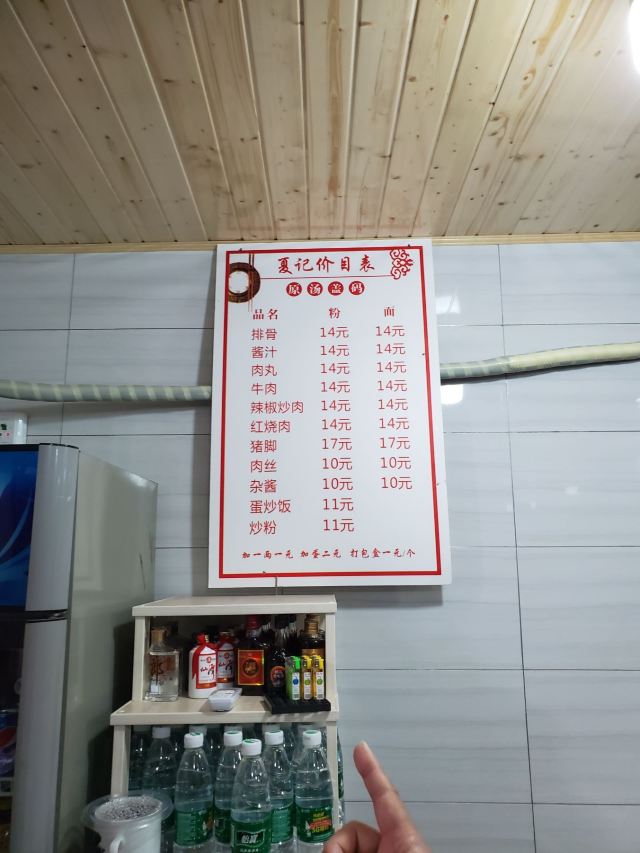 夏记价目表
原汤盖码
品名 粉 面
排骨 14元 14元
酱汁 14元 14元
肉丸 14元 14元
牛肉 14元 14元
辣椒炒肉 14元 14元
红烧肉 14元 14元
猪脚 17元 17元
肉丝 10元 10元
杂酱 10元 10元
蛋炒饭 11元
炒粉 11元
加一两一元 加蛋二元 打包盒一元/个
怡宝